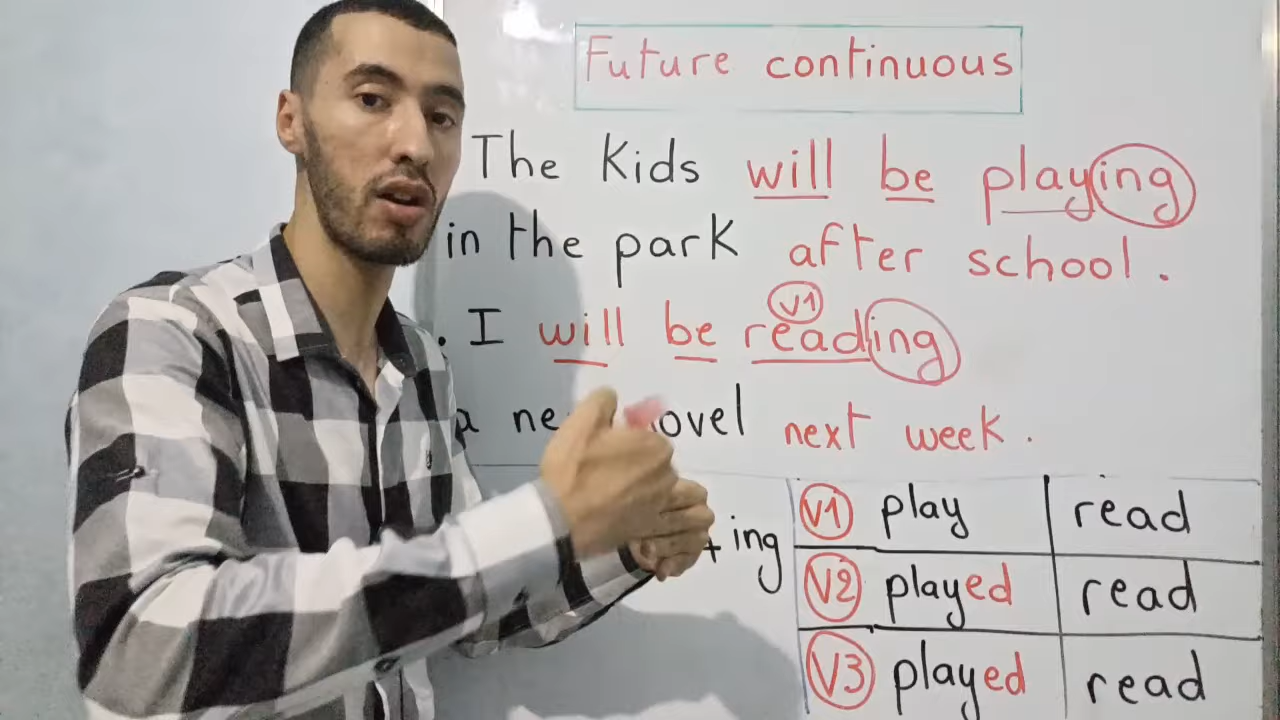 Future continuous
The Kids will be playing
in the park after school.
V1
. I will be reading
a novel next week.
+ ing
V1 play read
V2 played read
V3 played read